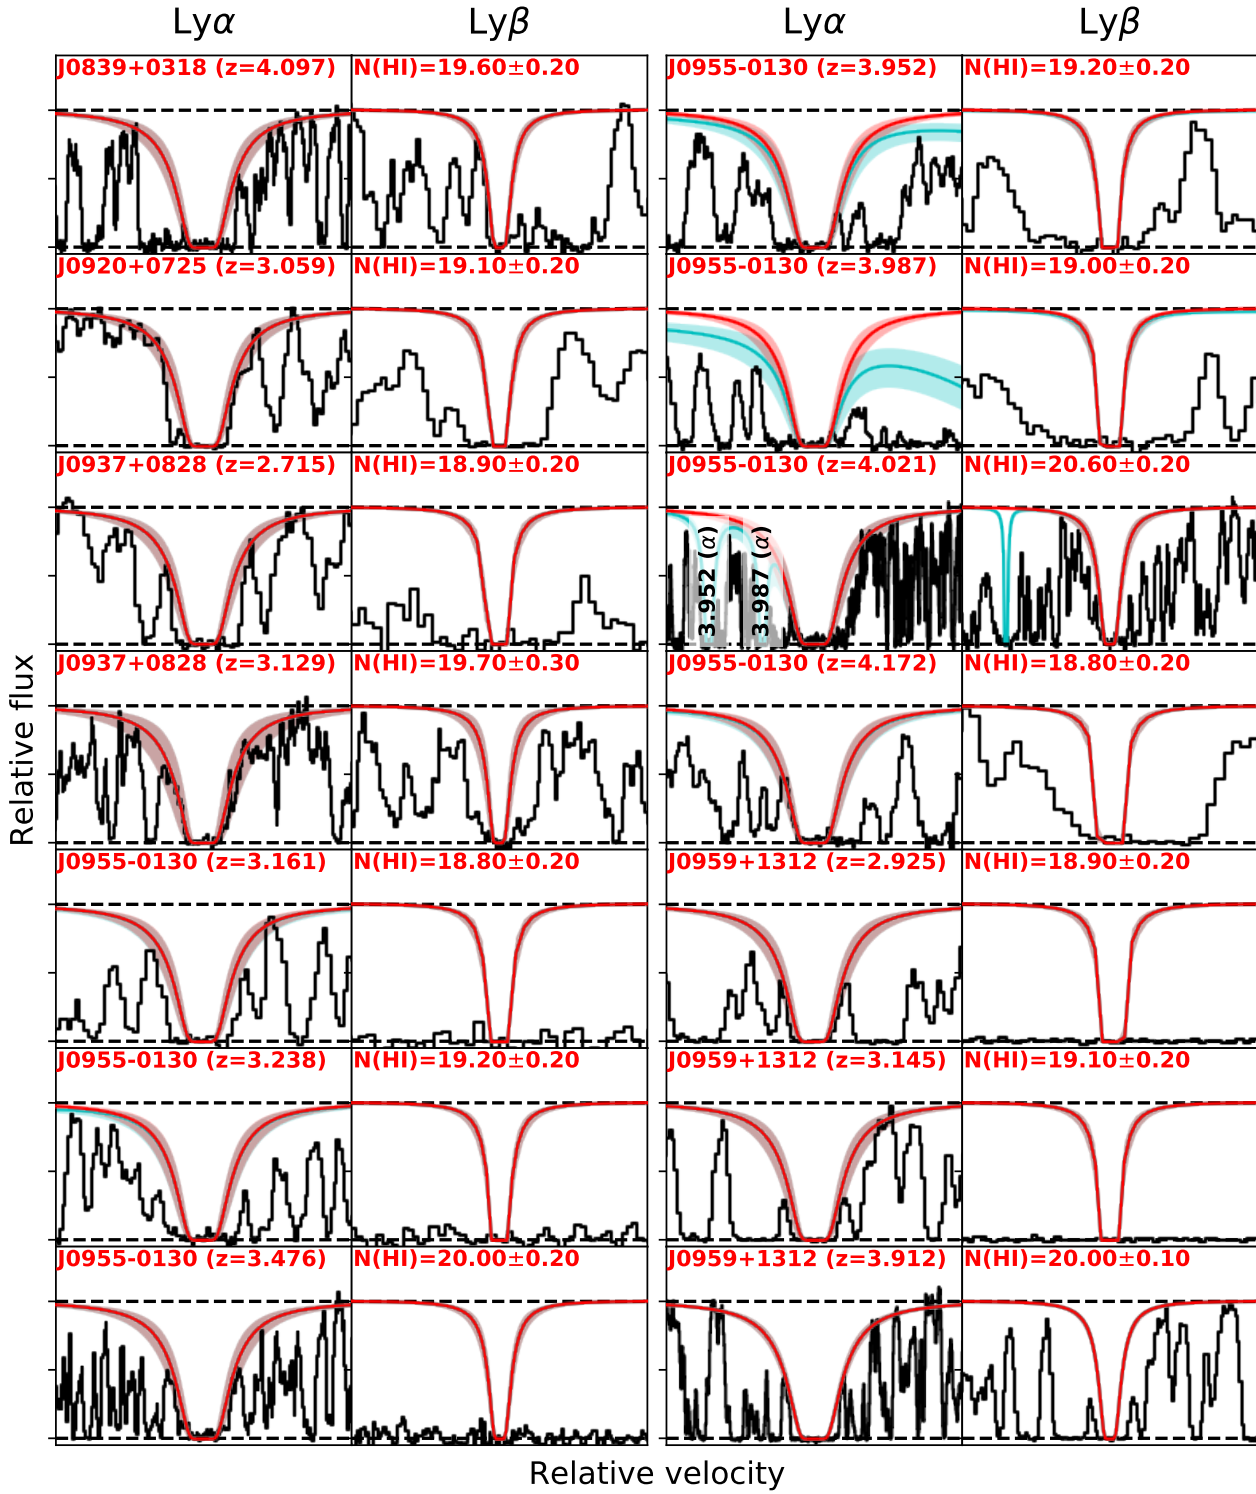 Lyα Lyβ Lyα Lyβ
J0839+0318 (z=4.097) N(HI)=19.60±0.20 J0955-0130 (z=3.952) N(HI)=19.20±0.20
J0920+0725 (z=3.059) N(HI)=19.10±0.20 J0955-0130 (z=3.987) N(HI)=19.00±0.20
J0937+0828 (z=2.715) N(HI)=18.90±0.20 J0955-0130 (z=4.021) N(HI)=20.60±0.20
3.952 (α)
3.987 (α)
J0937+0828 (z=3.129) N(HI)=19.70±0.30 J0955-0130 (z=4.172) N(HI)=18.80±0.20
Relative flux
J0955-0130 (z=3.161) N(HI)=18.80±0.20 J0959+1312 (z=2.925) N(HI)=18.90±0.20
J0955-0130 (z=3.238) N(HI)=19.20±0.20 J0959+1312 (z=3.145) N(HI)=19.10±0.20
J0955-0130 (z=3.476) N(HI)=20.00±0.20 J0959+1312 (z=3.912) N(HI)=20.00±0.10
Relative velocity